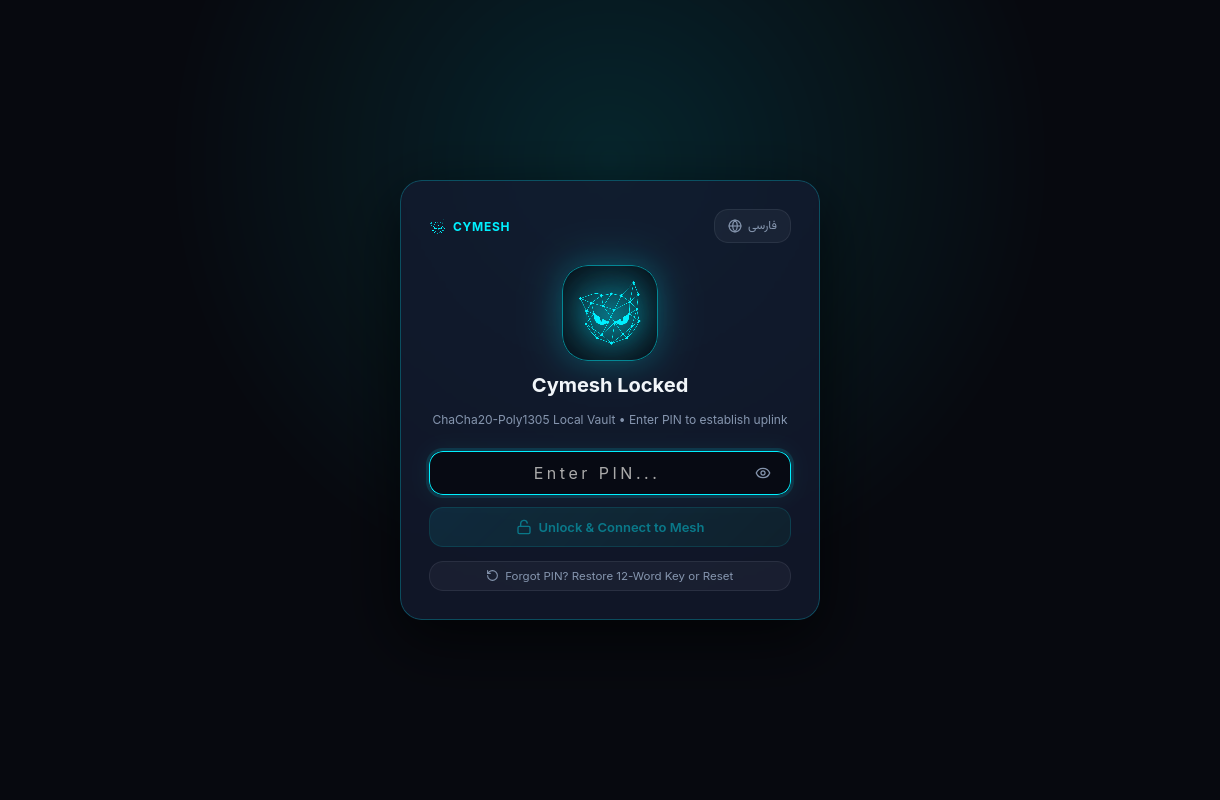 CYMESH
فارسی
Cymesh Locked
ChaCha20-Poly1305 Local Vault • Enter PIN to establish uplink
Enter PIN...
Unlock & Connect to Mesh
Forgot PIN? Restore 12-Word Key or Reset